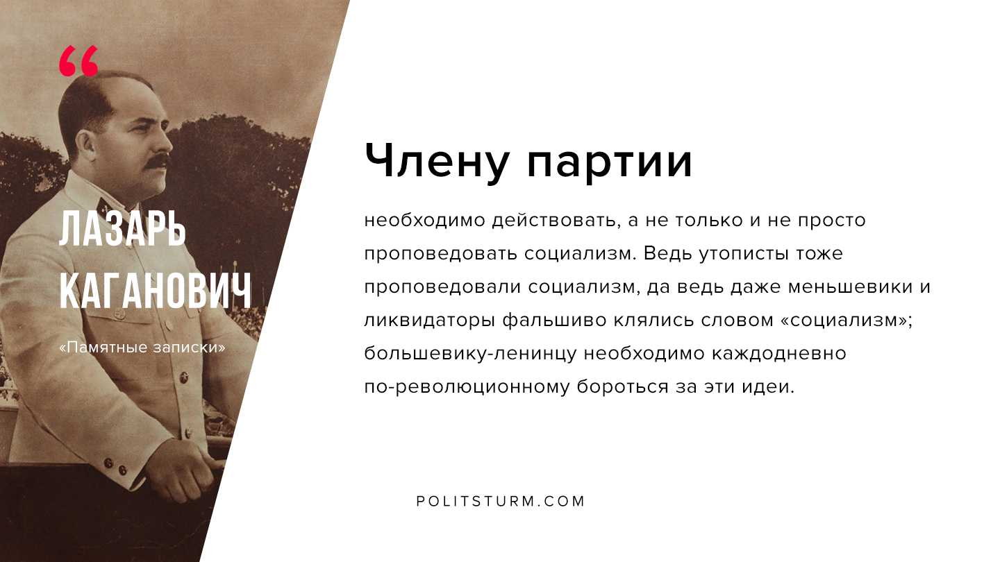 “
ЛАЗАРЬ
КАГАНОВИЧ
«Памятные записки»
Члену партии
необходимо действовать, а не только и не просто
проповедовать социализм. Ведь утописты тоже
проповедовали социализм, да ведь даже меньшевики и
ликвидаторы фальшиво клялись словом «социализм»;
большевику-ленинцу необходимо каждодневно
по-революционному бороться за эти идеи.
POLITSTURM.COM